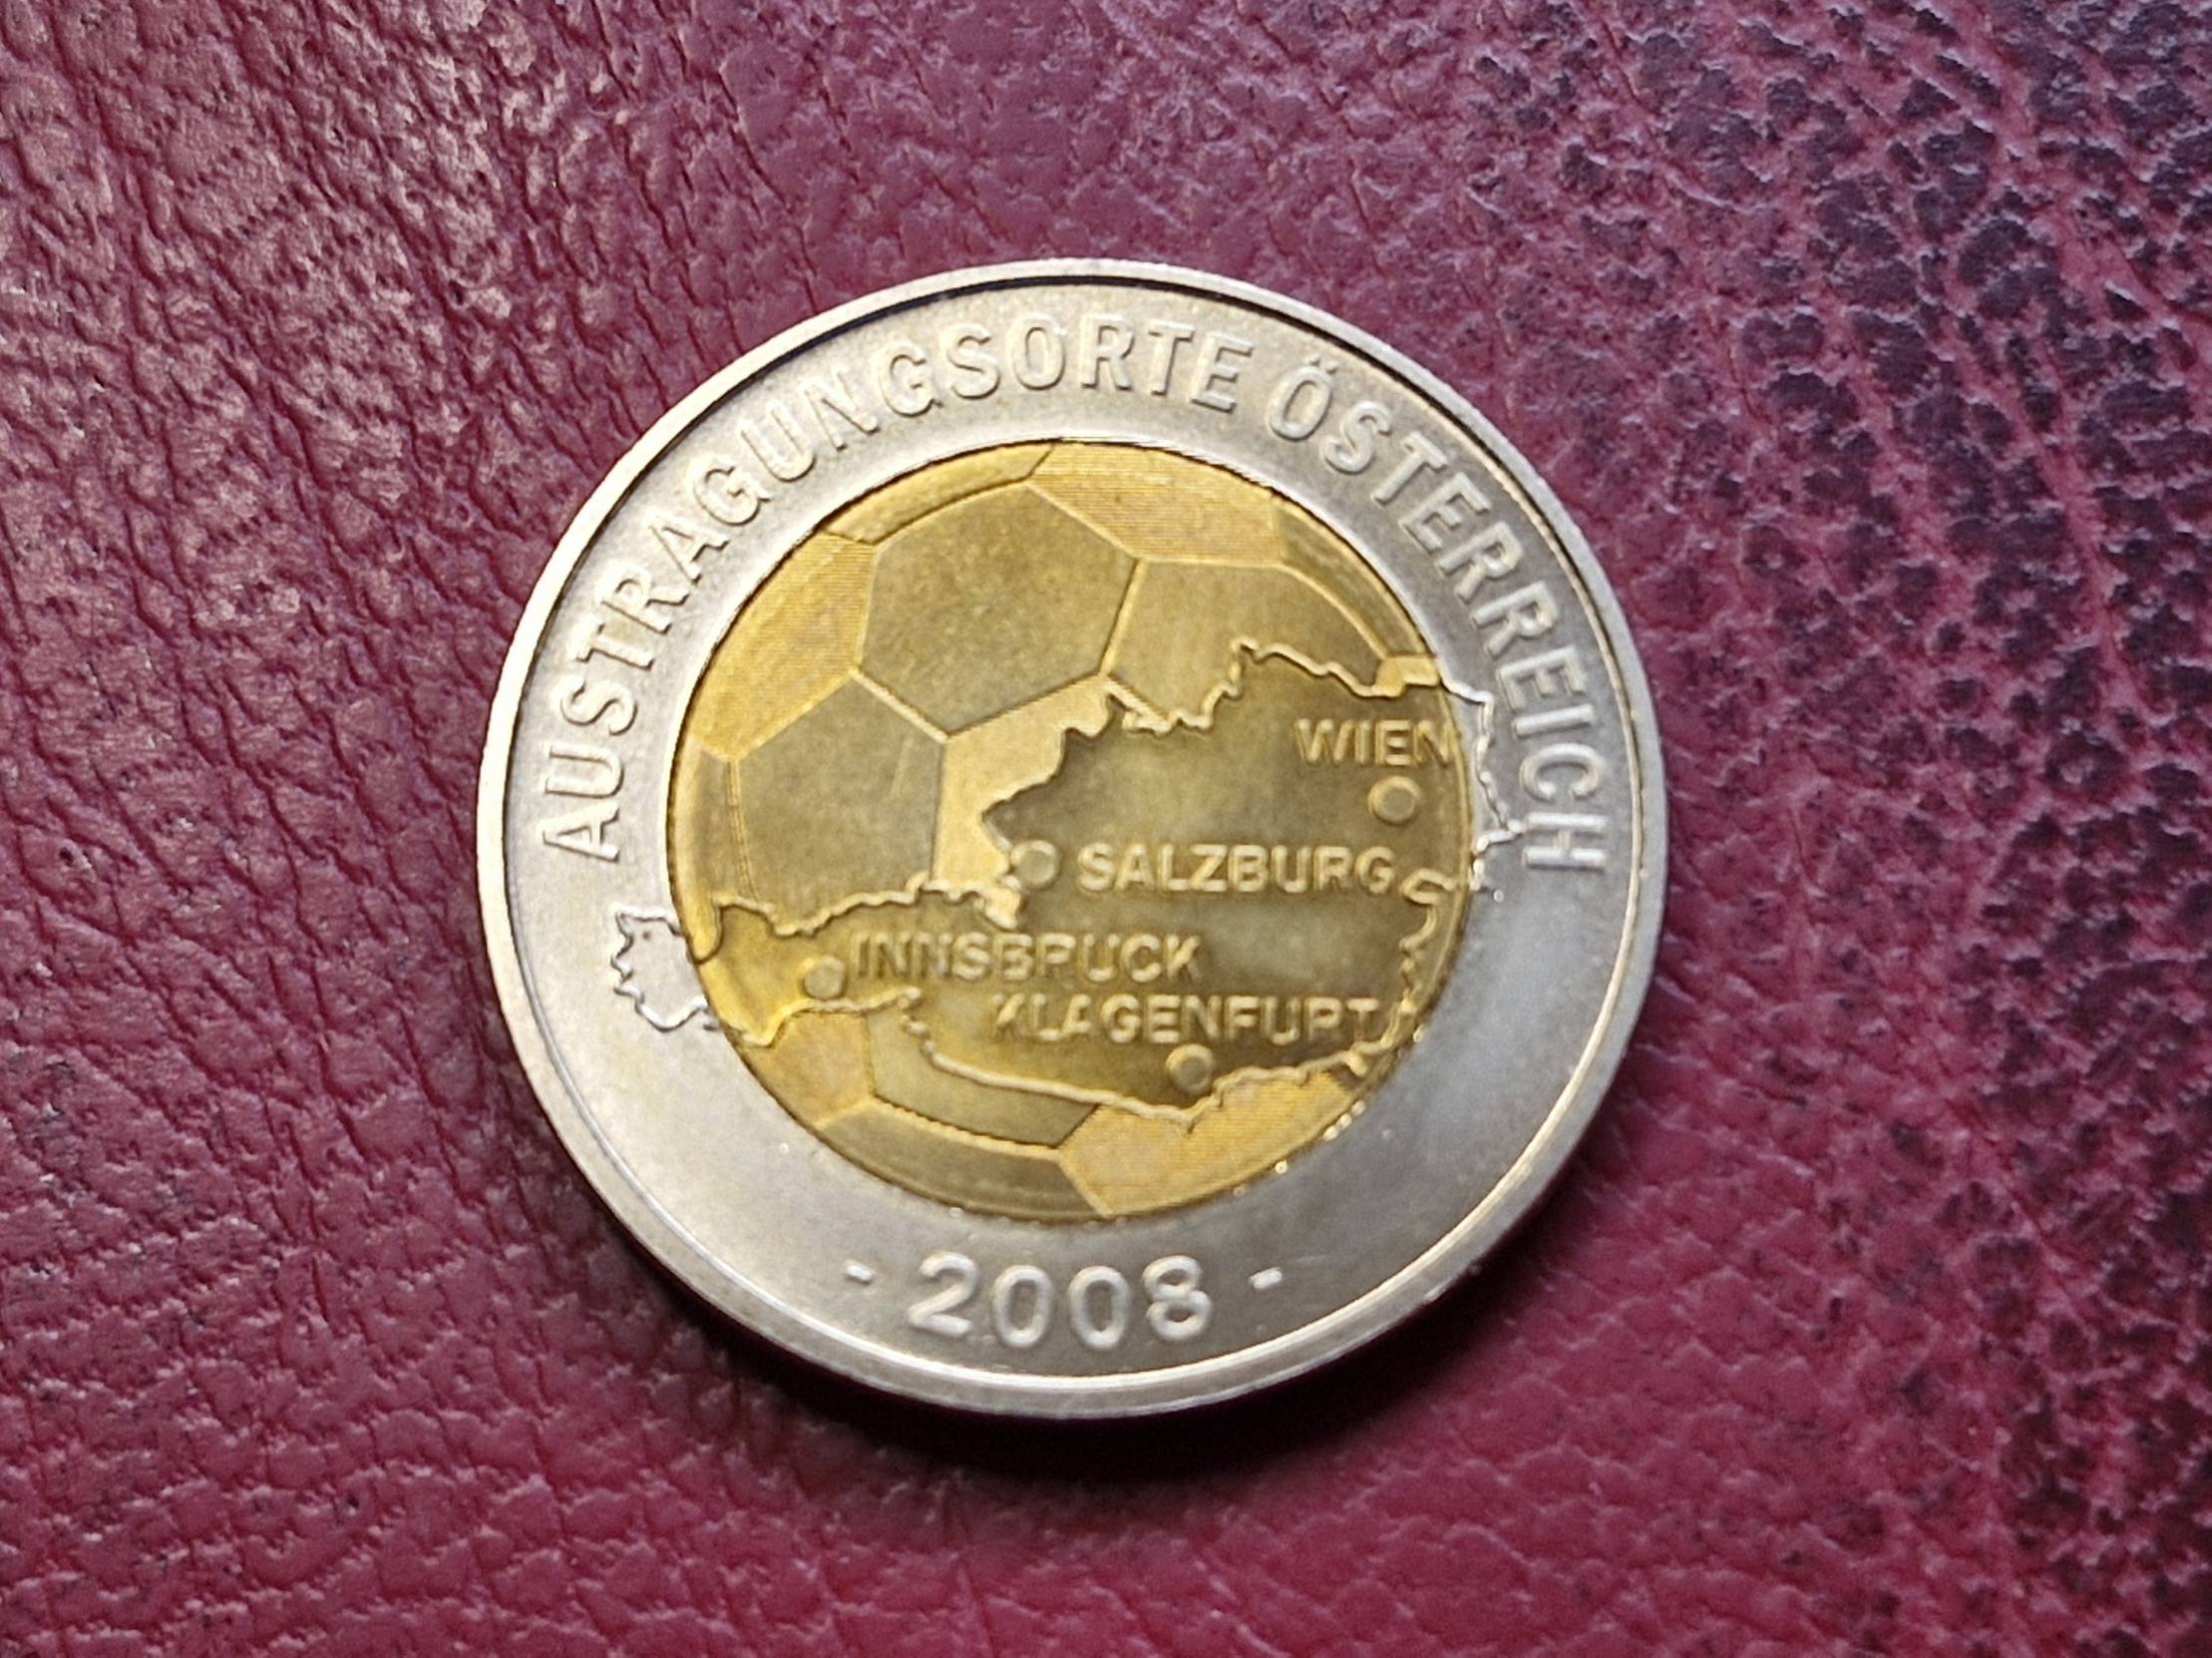 AUSTRAGUNGSORTE ÖSTERREICH
WIEN
SALZBURG
INNSBRUCK
KLAGENFURT
- 2008 -